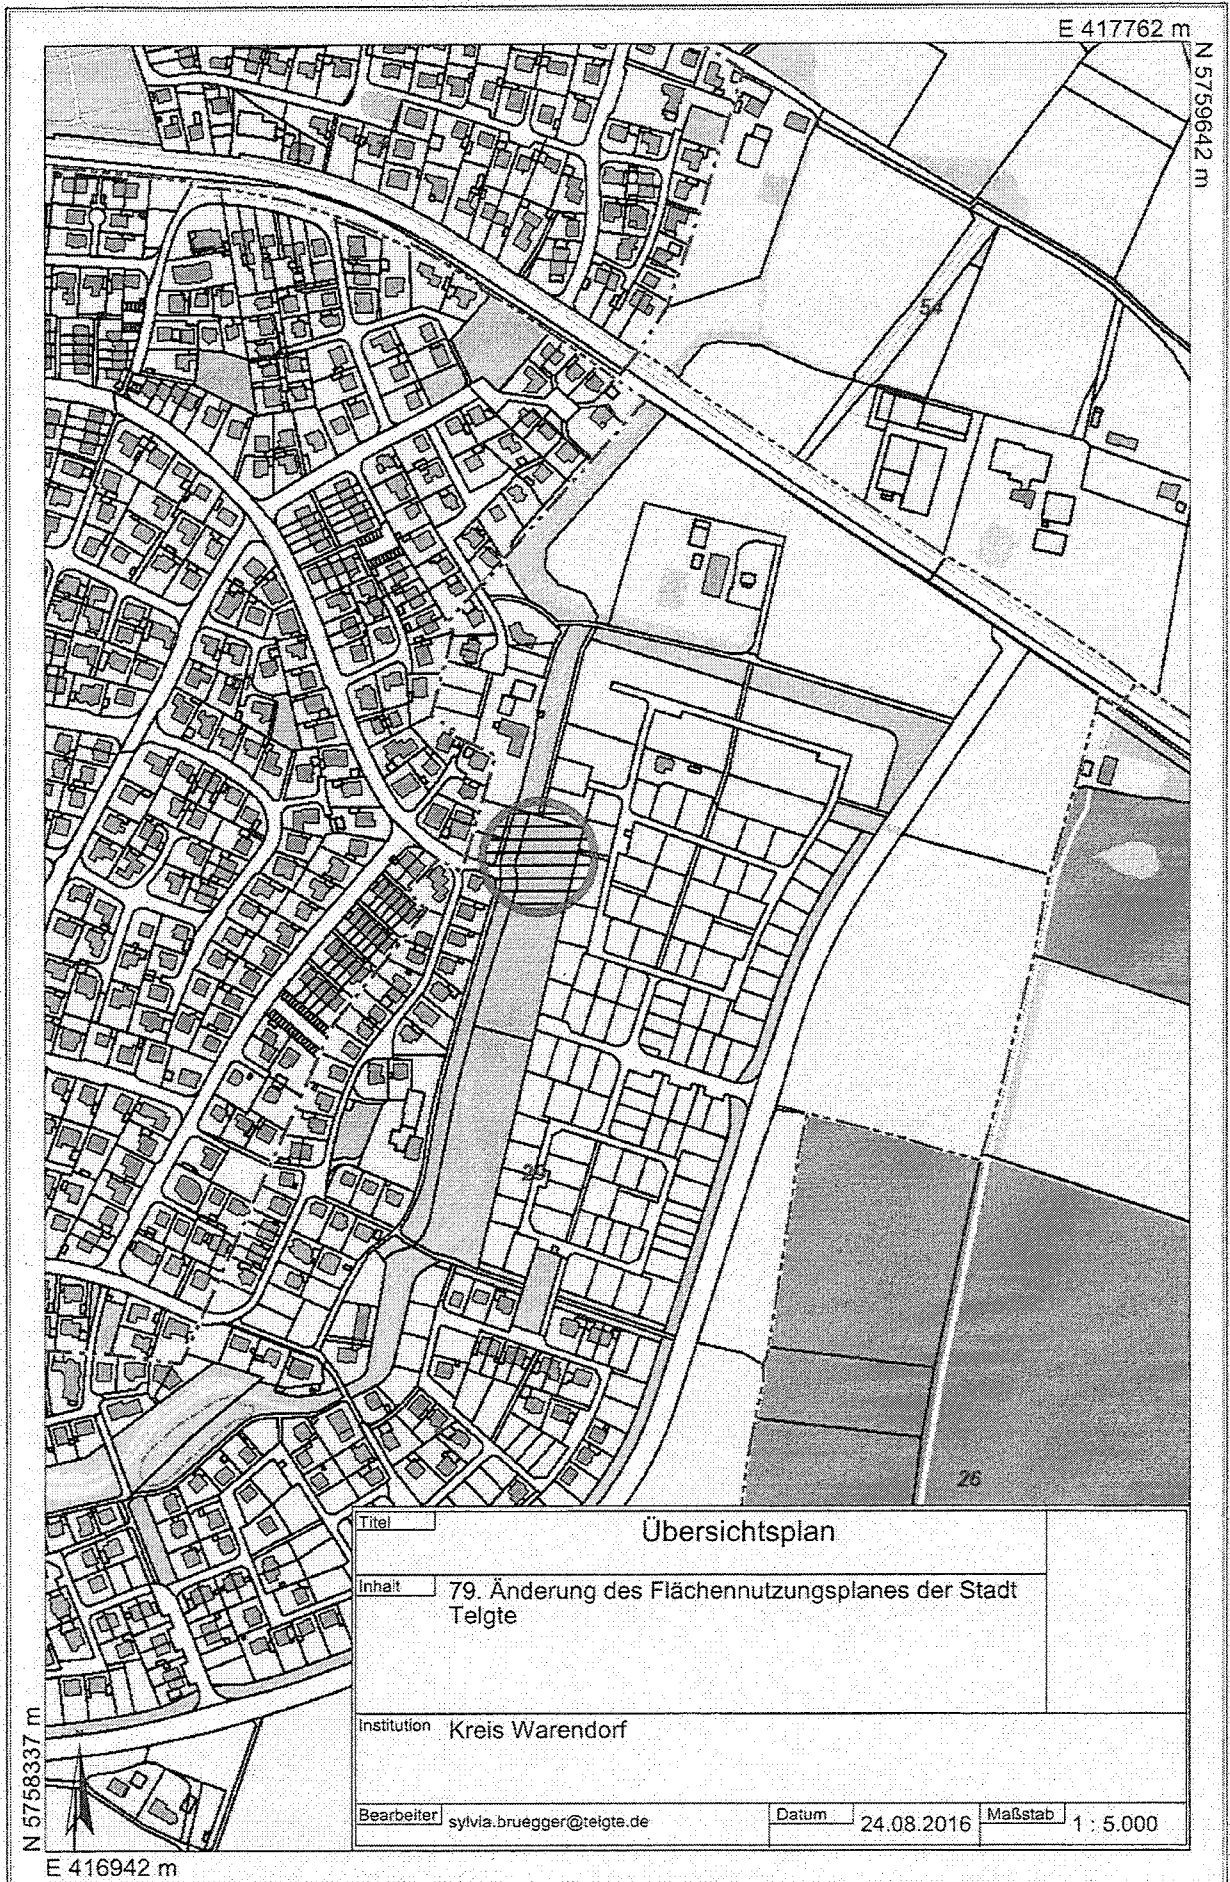 E 417762 m
N 5759642 m
54
29
26
Titel
Übersichtsplan
Inhalt
79. Änderung des Flächennutzungsplanes der Stadt
Telgte
Institution
Kreis Warendorf
Bearbeiter
sylvia.bruegger@telgte.de
Datum
24.08.2016
Maßstab
1 : 5.000
N 5758337 m
E 416942 m